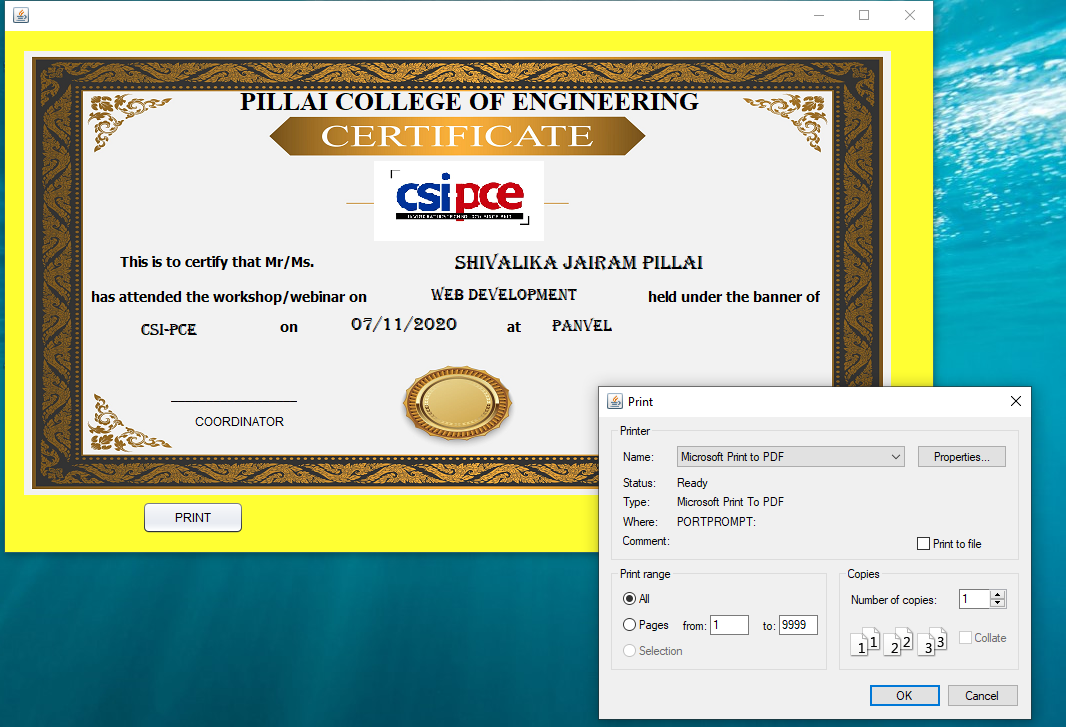 PILLAI COLLEGE OF ENGINEERING
CERTIFICATE
csi pce
This is to certify that Mr/Ms. SHIVALIKA JAIRAM PILLAI
has attended the workshop/webinar on WEB DEVELOPMENT held under the banner of
CSI-PCE on 07/11/2020 at PANVEL
COORDINATOR
PRINT
Print
Printer
Name: Microsoft Print to PDF Properties...
Status: Ready
Type: Microsoft Print To PDF
Where: PORTPROMPT:
Comment:
Print to file
Print range
All
Pages from: 1 to: 9999
Selection
Copies
Number of copies: 1
1 1 2 2 3 3 Collate
OK Cancel